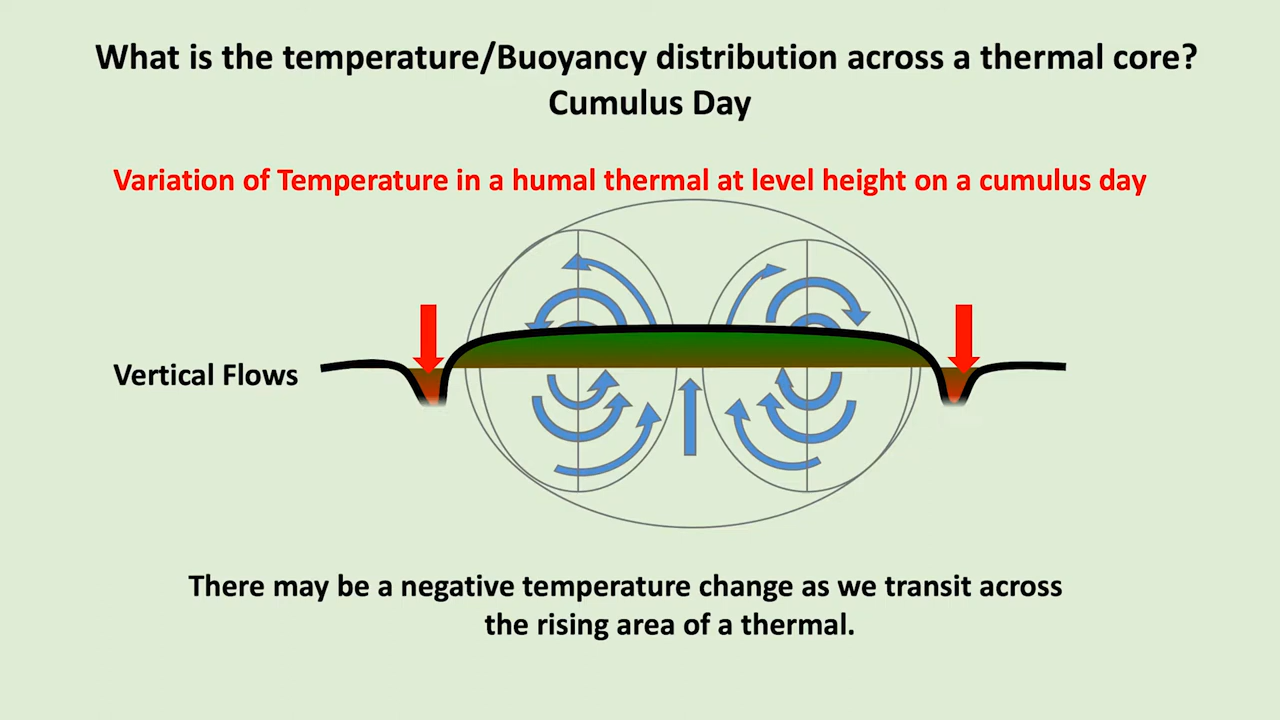 What is the temperature/Buoyancy distribution across a thermal core?
Cumulus Day
Variation of Temperature in a humal thermal at level height on a cumulus day
Vertical Flows
There may be a negative temperature change as we transit across
the rising area of a thermal.